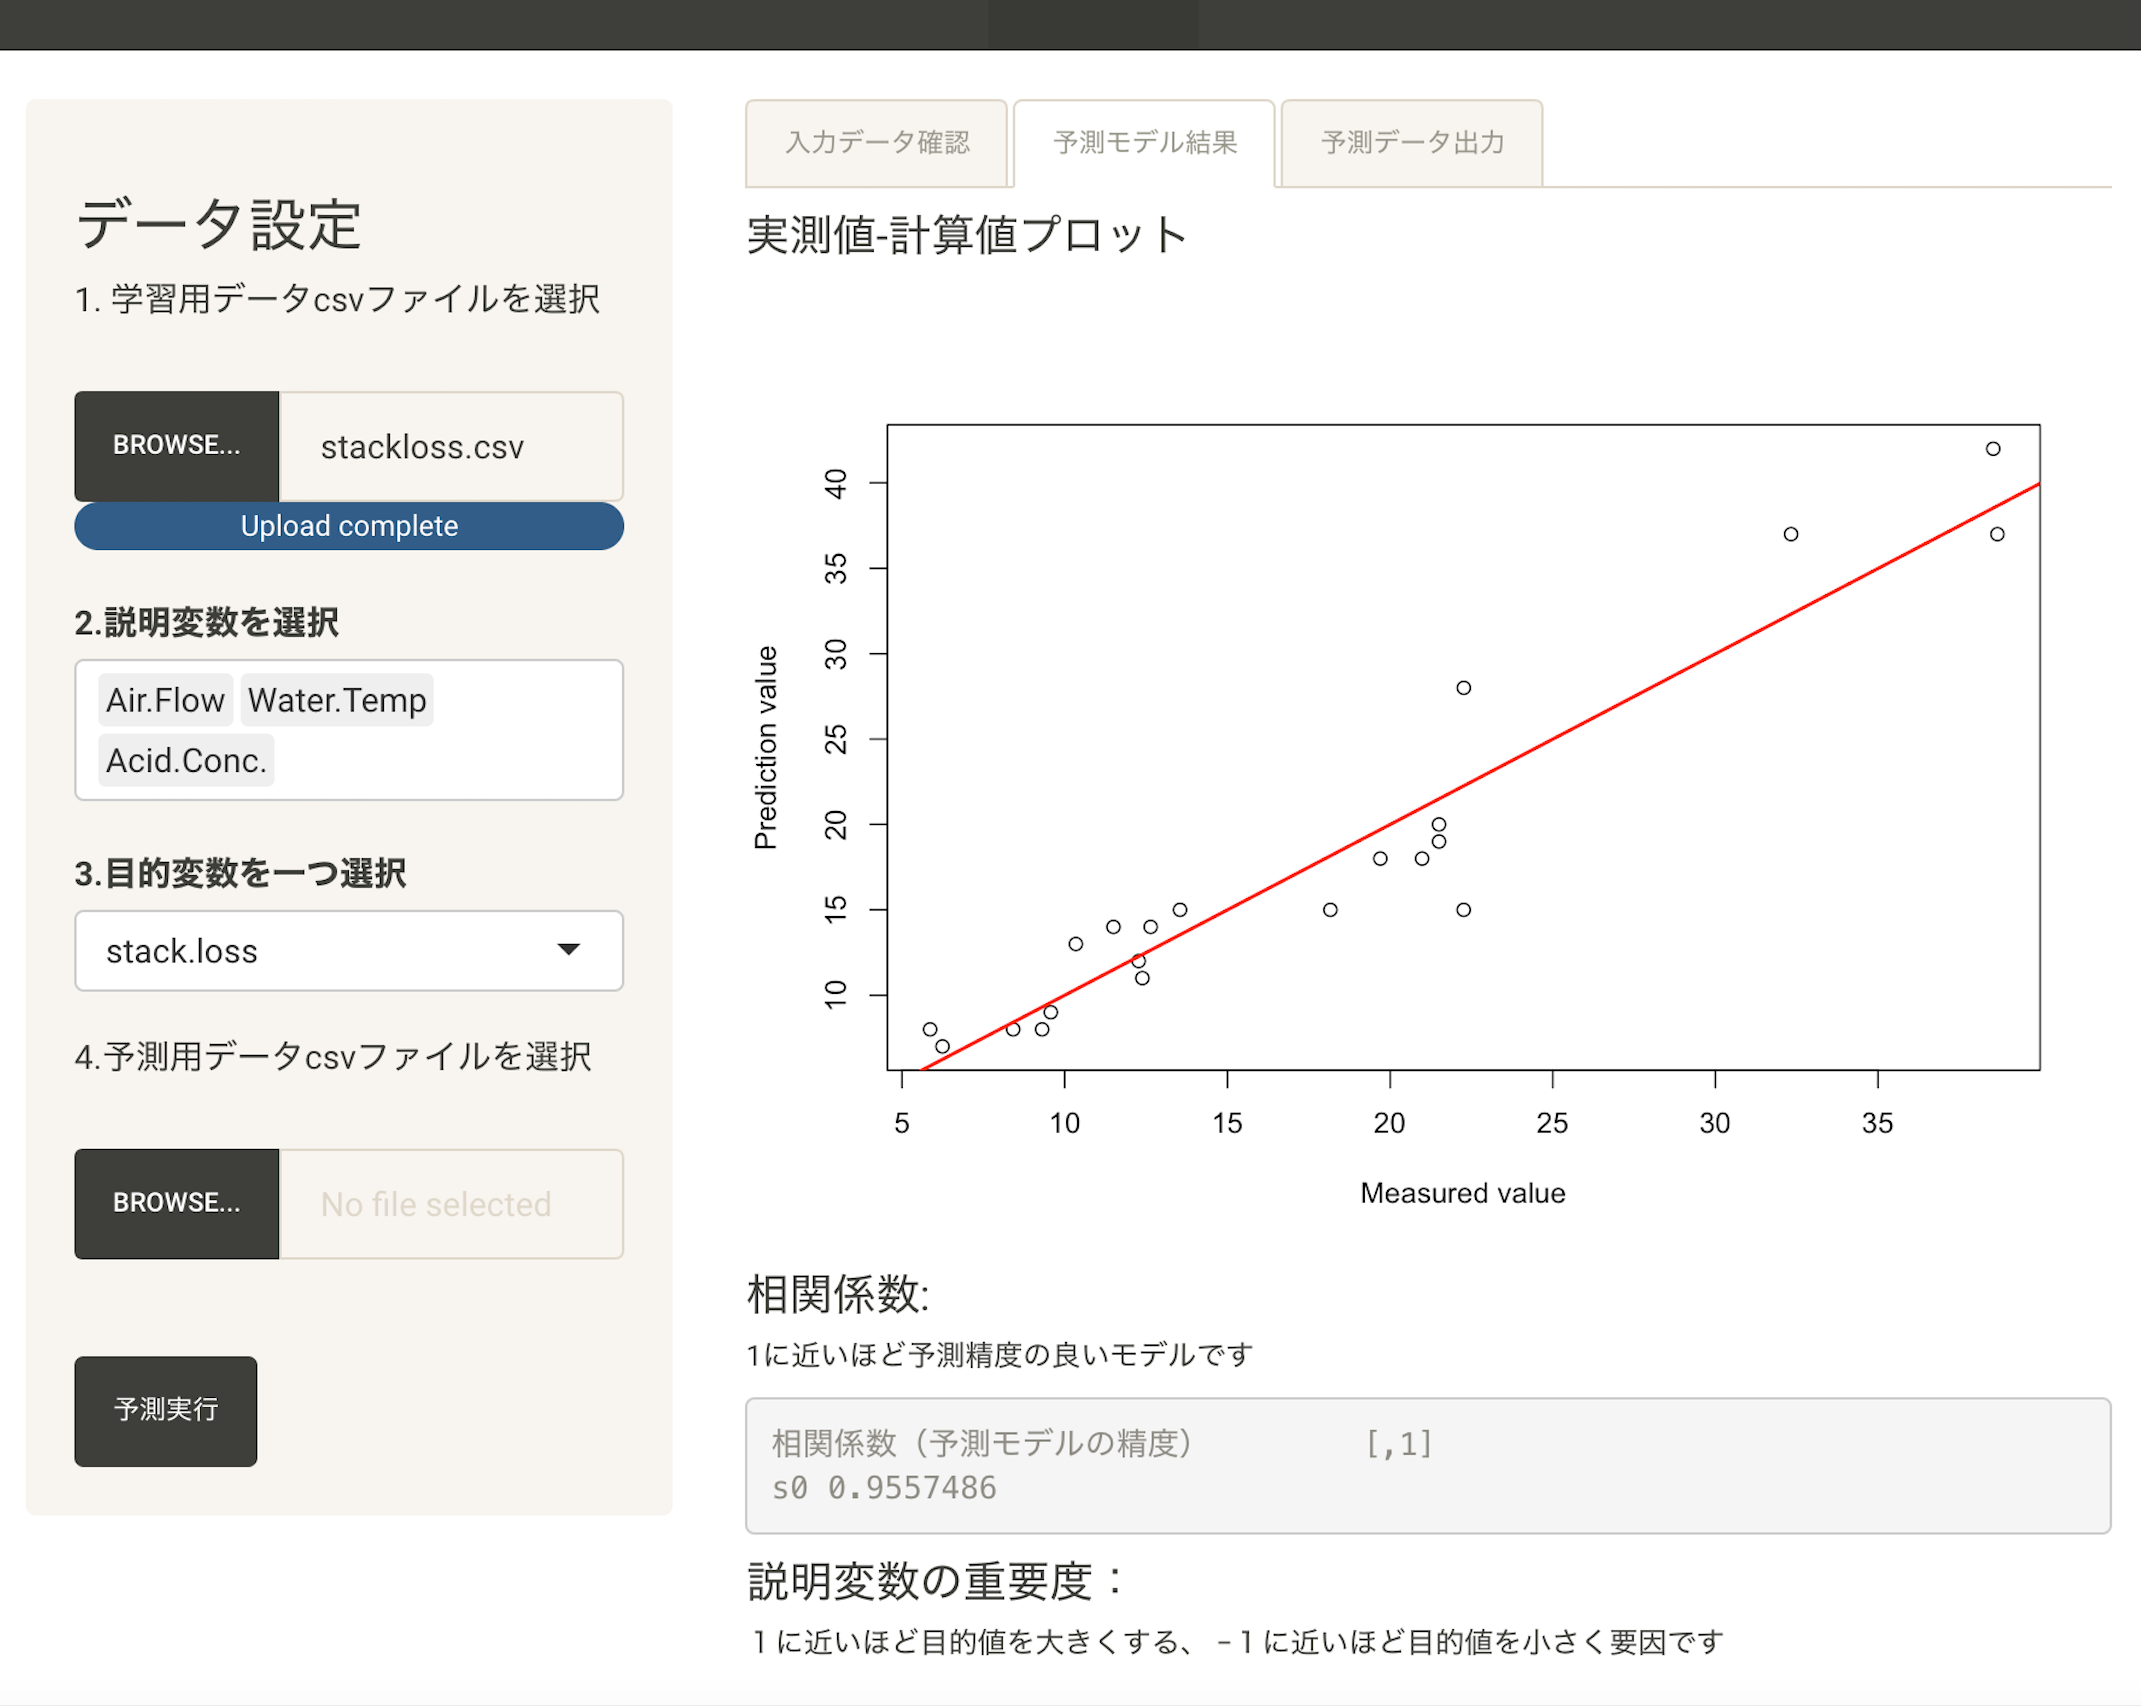 データ設定
1. 学習用データcsvファイルを選択
BROWSE...
stackloss.csv
Upload complete
2.説明変数を選択
Air.Flow Water.Temp
Acid.Conc.
3.目的変数を一つ選択
stack.loss
4.予測用データcsvファイルを選択
BROWSE...
No file selected
予測実行
入力データ確認
予測モデル結果
予測データ出力
実測値-計算値プロット
Prediction value
40
35
30
25
20
15
10
5 10 15 20 25 30 35
Measured value
相関係数:
1に近いほど予測精度の良いモデルです
相関係数（予測モデルの精度） [,1]
s0 0.9557486
説明変数の重要度：
１に近いほど目的値を大きくする、－１に近いほど目的値を小さく要因です